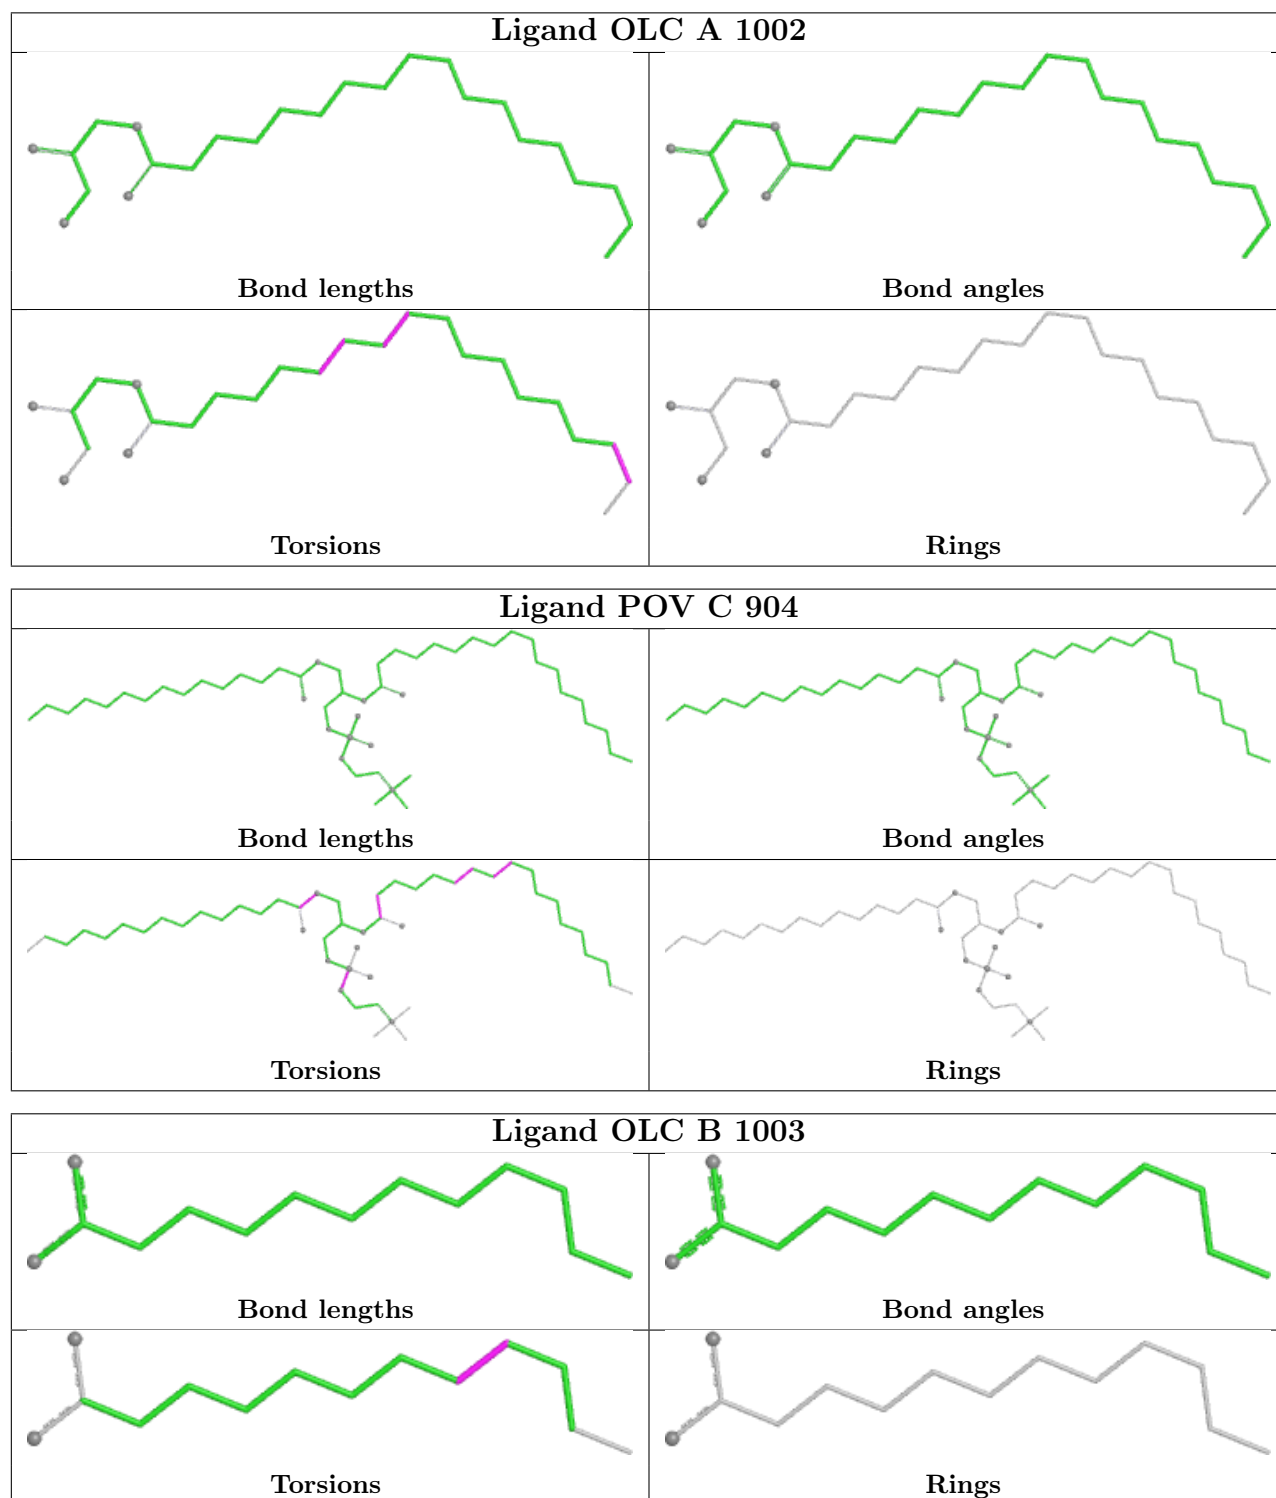 Ligand OLC A 1002
Bond lengths
Bond angles
Torsions
Rings
Ligand POV C 904
Bond lengths
Bond angles
Torsions
Rings
Ligand OLC B 1003
Bond lengths
Bond angles
Torsions
Rings